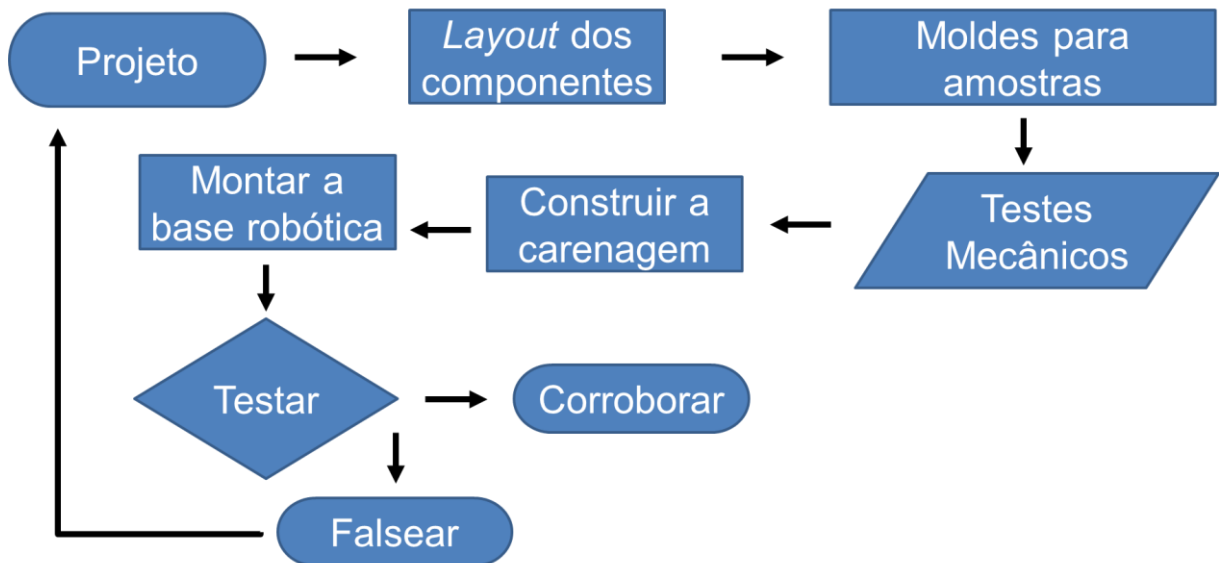 Projeto
Layout dos
componentes
Moldes para
amostras
Testes
Mecânicos
Construir a
carenagem
Montar a
base robótica
Testar
Corroborar
Falsear